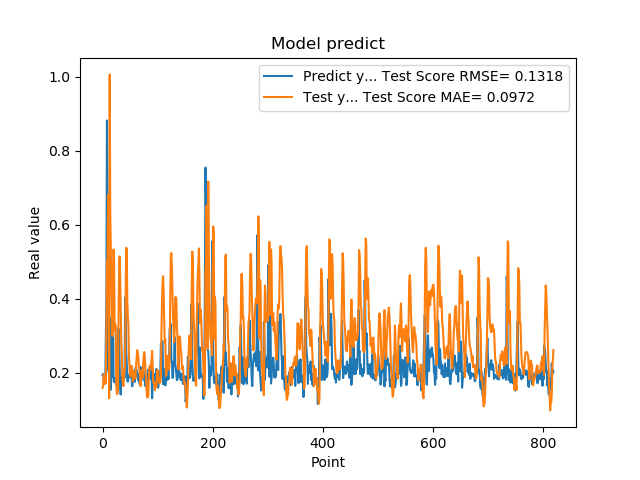 Model predict
Predict y... Test Score RMSE= 0.1318
Test y... Test Score MAE= 0.0972
1.0
0.8
0.6
0.4
0.2
Real value
0 200 400 600 800
Point